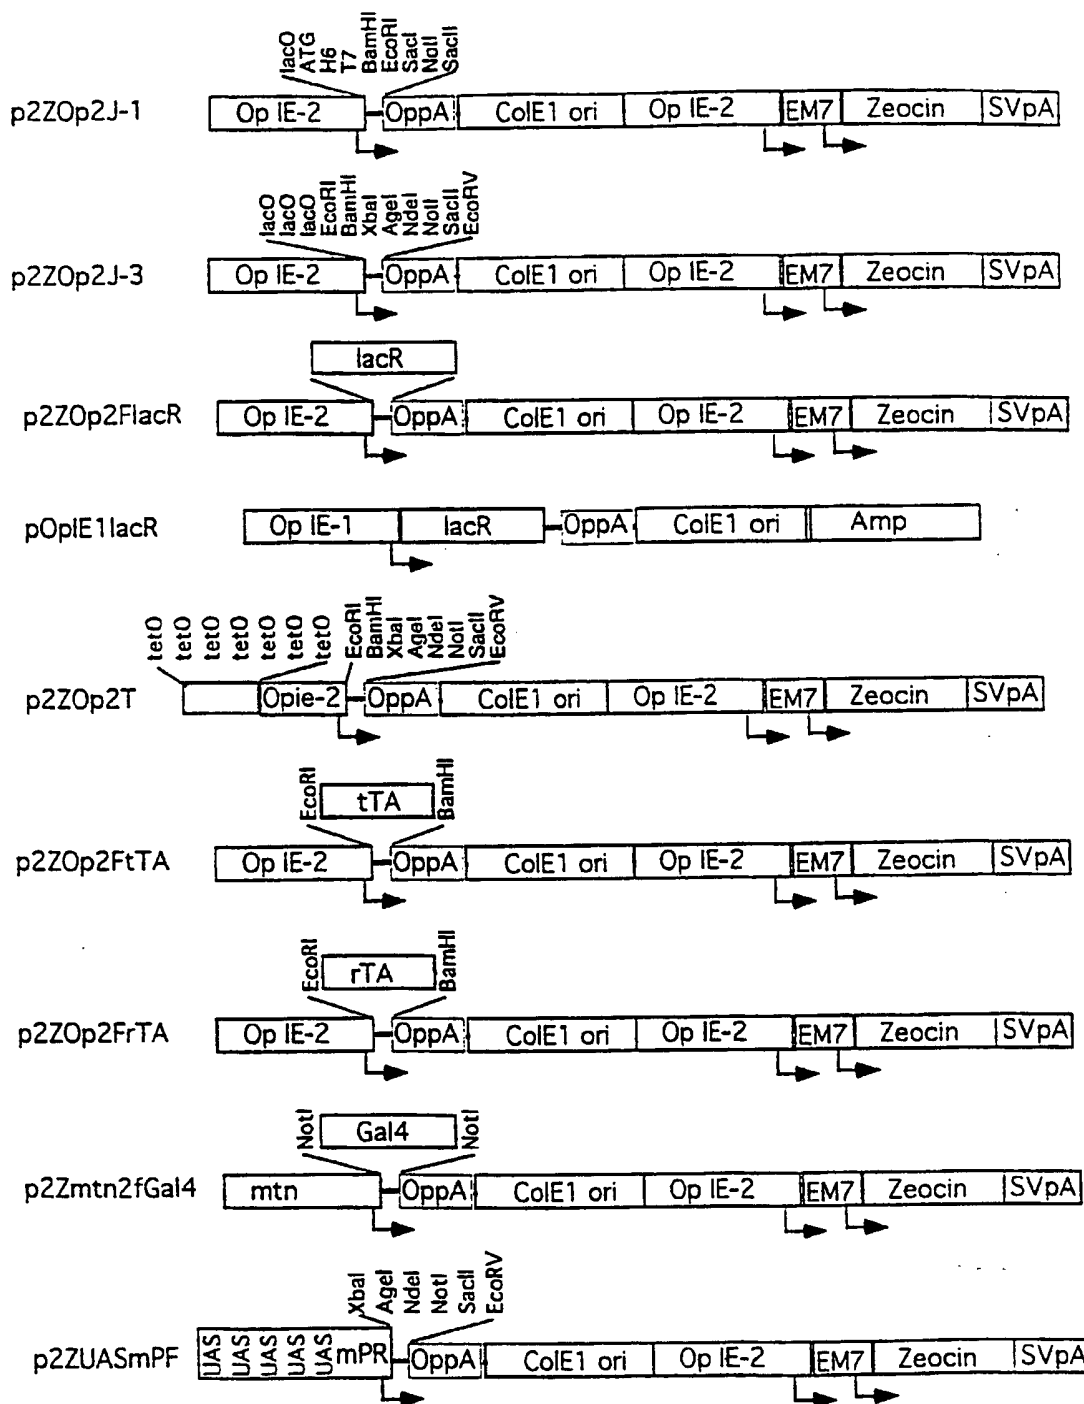 lacO ATG H6 T7 BamHI EcoRI SacI NotI SacII
p2ZOp2J-1 Op IE-2 OppA ColE1 ori Op IE-2 EM7 Zeocin SVpA
lacO lacO lacO EcoRI BamHI XbaI AgeI NdeI NotI SacII EcoRV
p2ZOp2J-3 Op IE-2 OppA ColE1 ori Op IE-2 EM7 Zeocin SVpA
lacR
p2ZOp2FlacR Op IE-2 OppA ColE1 ori Op IE-2 EM7 Zeocin SVpA
pOpIE1lacR Op IE-1 lacR OppA ColE1 ori Amp
tetO tetO tetO tetO tetO tetO tetO EcoRI BamHI XbaI AgeI NdeI NotI SacII EcoRV
p2ZOp2T Opie-2 OppA ColE1 ori Op IE-2 EM7 Zeocin SVpA
EcoRI tTA BamHI
p2ZOp2FtTA Op IE-2 OppA ColE1 ori Op IE-2 EM7 Zeocin SVpA
EcoRI rTA BamHI
p2ZOp2FrTA Op IE-2 OppA ColE1 ori Op IE-2 EM7 Zeocin SVpA
NotI Gal4 NotI
p2Zmtn2fGal4 mtn OppA ColE1 ori Op IE-2 EM7 Zeocin SVpA
XbaI AgeI NdeI NotI SacII EcoRV
p2ZUASmPF UAS UAS UAS UAS UAS mPR OppA ColE1 ori Op IE-2 EM7 Zeocin SVpA